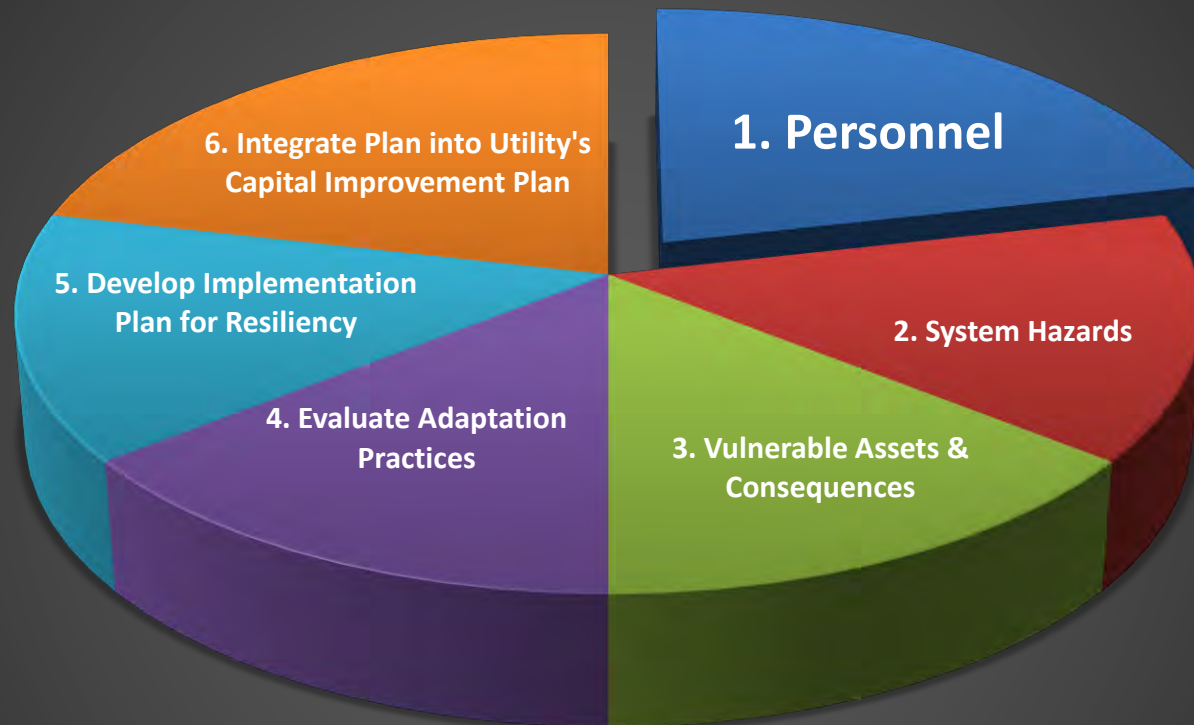 1. Personnel
2. System Hazards
3. Vulnerable Assets &
Consequences
4. Evaluate Adaptation
Practices
5. Develop Implementation
Plan for Resiliency
6. Integrate Plan into Utility's
Capital Improvement Plan